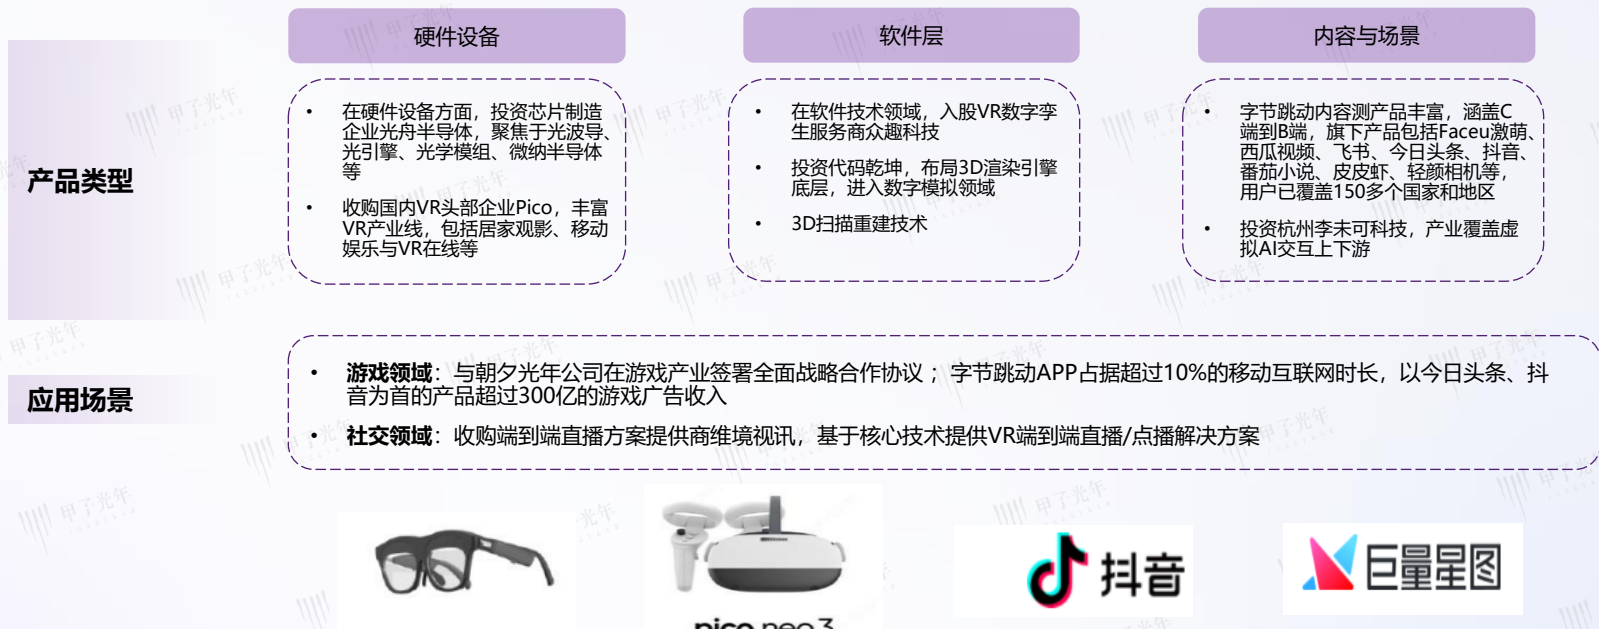 硬件设备
软件层
内容与场景
产品类型
• 在硬件设备方面，投资芯片制造
企业光舟半导体，聚焦于光波导、
光引擎、光学模组、微纳半导体
等
• 收购国内VR头部企业Pico，丰富
VR产业线，包括居家观影、移动
娱乐与VR在线等
• 在软件技术领域，入股VR数字孪
生服务商众趣科技
• 投资代码乾坤，布局3D渲染引擎
底层，进入数字模拟领域
• 3D扫描重建技术
• 字节跳动内容测产品丰富，涵盖C
端到B端，旗下产品包括Faceu激萌、
西瓜视频、飞书、今日头条、抖音、
番茄小说、皮皮虾、轻颜相机等，
用户已覆盖150多个国家和地区
• 投资杭州李未可科技，产业覆盖虚
拟AI交互上下游
应用场景
• 游戏领域：与朝夕光年公司在游戏产业签署全面战略合作协议 ；字节跳动APP占据超过10%的移动互联网时长，以今日头条、抖
音为首的产品超过300亿的游戏广告收入
• 社交领域：收购端到端直播方案提供商维境视讯，基于核心技术提供VR端到端直播/点播解决方案
pico neo3
抖音
巨量星图
甲子光年